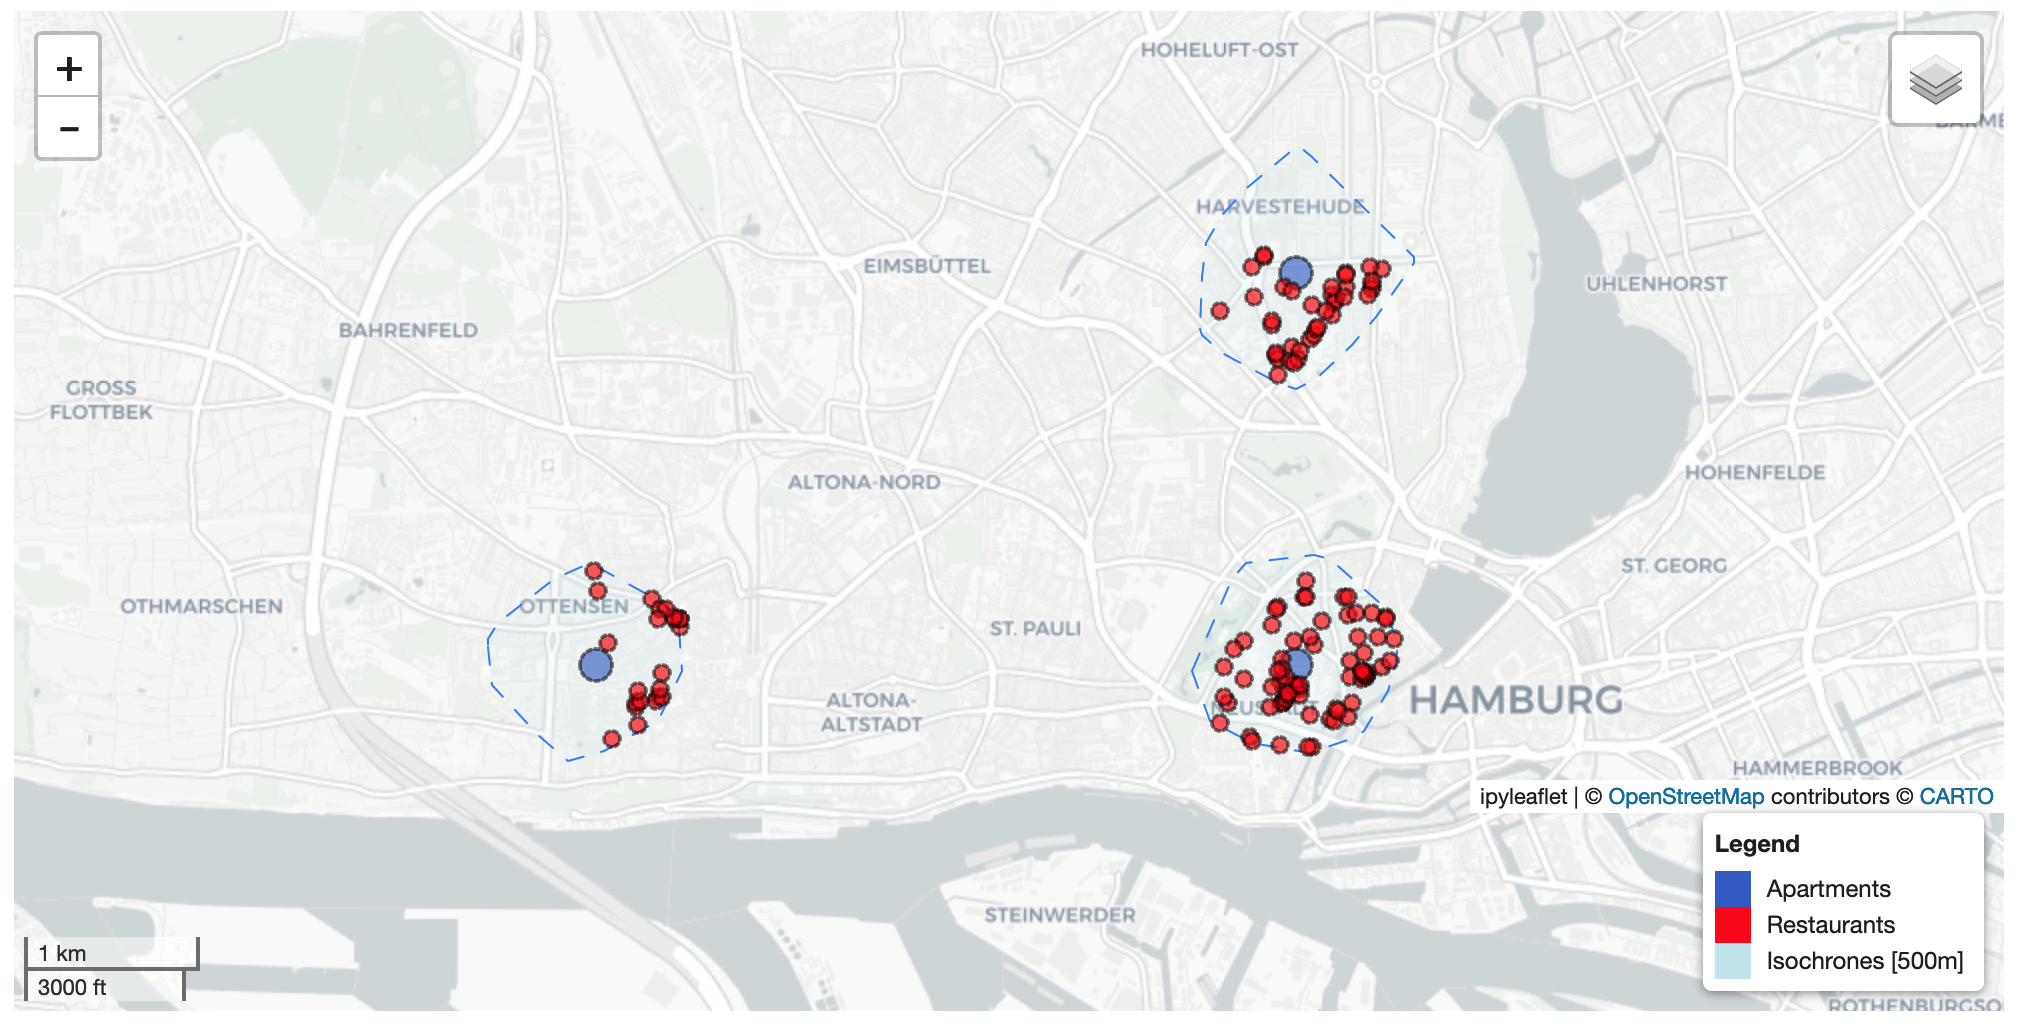 +
−
HOHELUFT-OST
HARVESTEHUDE
EIMSBÜTTEL
UHLENHORST
BAHRENFELD
GROSS
FLOTTBEK
ALTONA-NORD
HOHENFELDE
ST. GEORG
OTHMARSCHEN
OTTENSEN
ST. PAULI
ALTONA-
ALTSTADT
NEUSTADT
HAMBURG
HAMMERBROOK
ipyleaflet | © OpenStreetMap contributors © CARTO
Legend
Apartments
Restaurants
Isochrones [500m]
STEINWERDER
1 km
3000 ft
ROTHENBURGSO